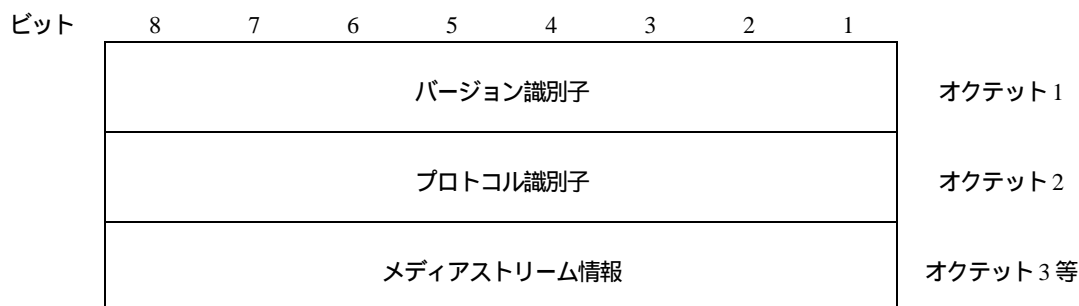 ビット 8 7 6 5 4 3 2 1
バージョン識別子 オクテット 1
プロトコル識別子 オクテット 2
メディアストリーム情報 オクテット 3 等